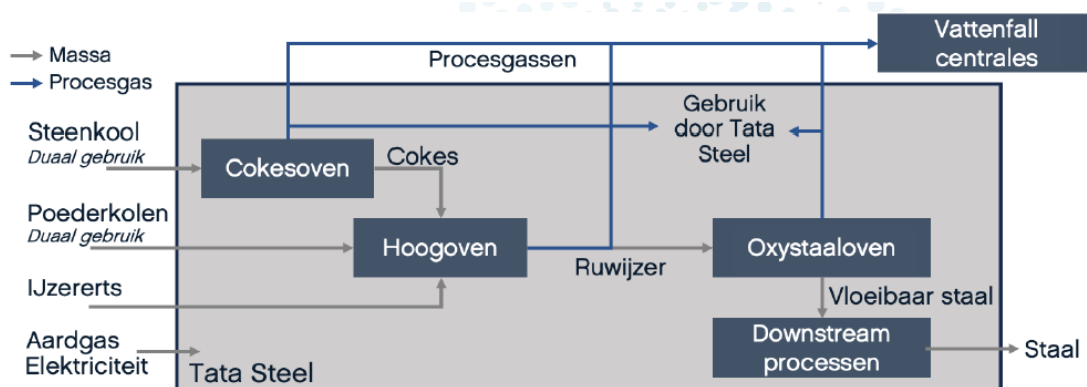 Vattenfall
centrales
Massa
Procesgas
Procesgassen
Steenkool
Duaal gebruik
Gebruik
door Tata
Steel
Cokesoven
Cokes
Poederkolen
Duaal gebruik
Hoogoven
Ruwijzer
Oxystaaloven
IJzererts
Vloeibaar staal
Aardgas
Elektriciteit
Tata Steel
Downstream
processen
Staal